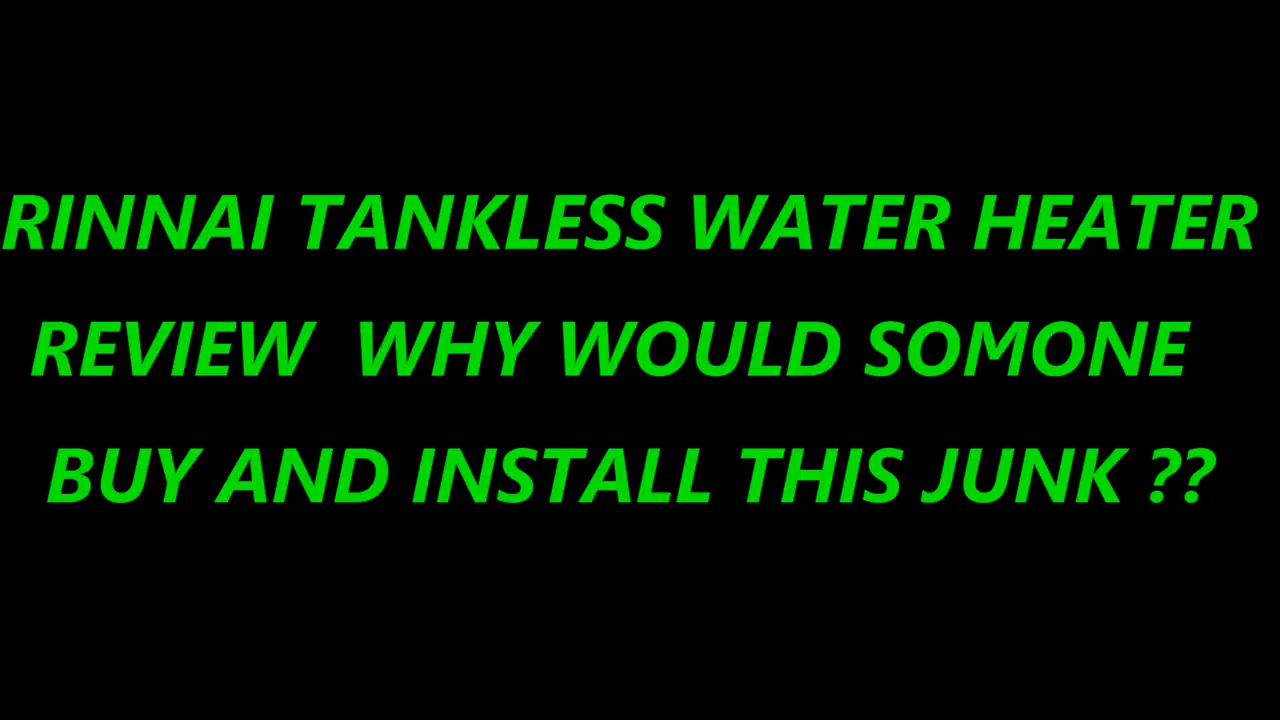 RINNAI TANKLESS WATER HEATER
REVIEW  WHY WOULD SOMONE
BUY AND INSTALL THIS JUNK ??